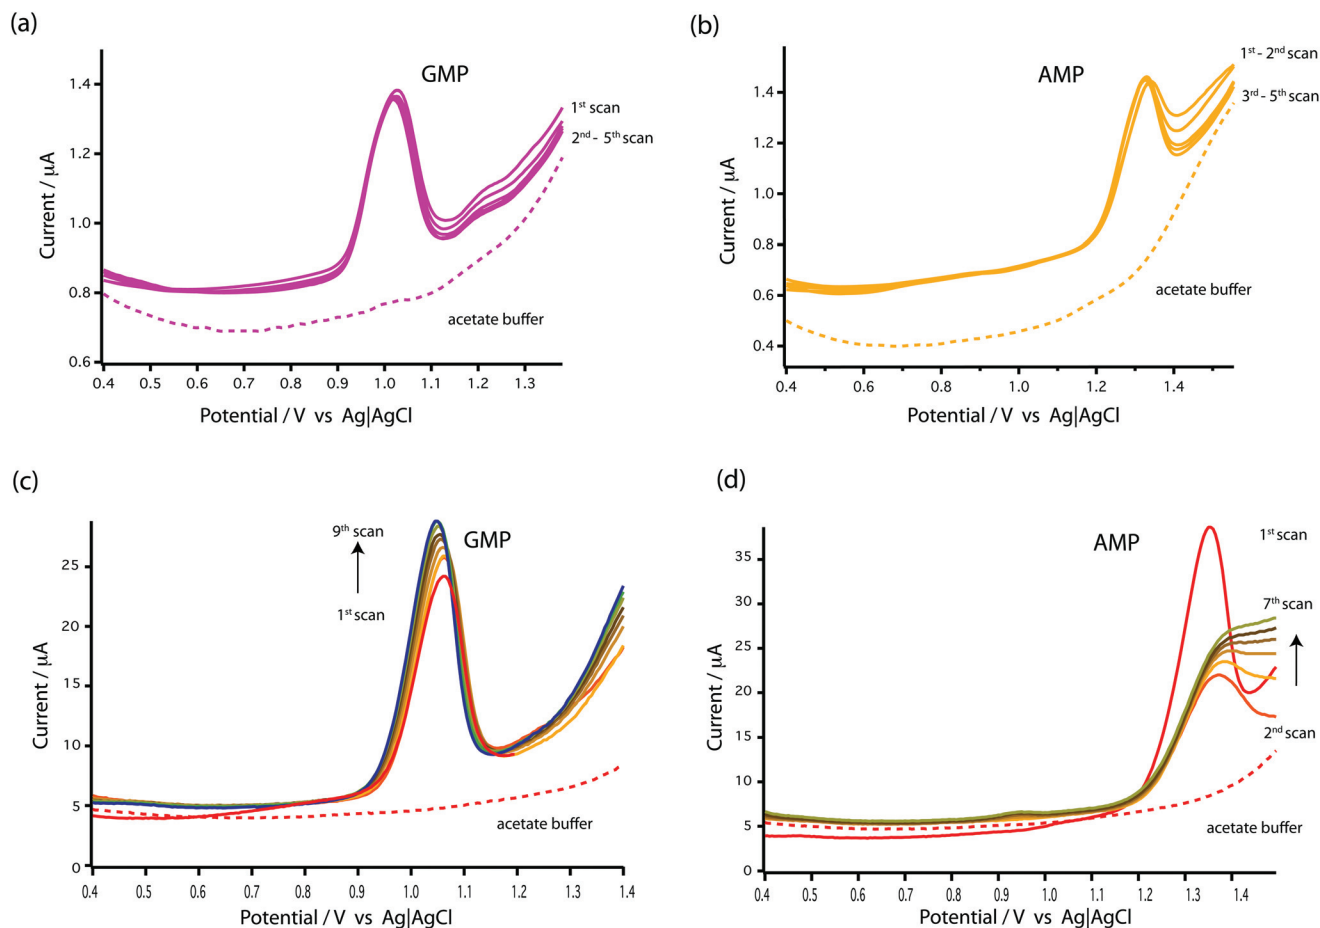 (a)
GMP
1st scan
2nd - 5th scan
acetate buffer
Current / μA
1.4
1.2
1.0
0.8
0.6
0.4 0.5 0.6 0.7 0.8 0.9 1.0 1.1 1.2 1.3
Potential / V vs Ag|AgCl
(b)
AMP
1st - 2nd scan
3rd - 5th scan
acetate buffer
Current / μA
1.4
1.2
1.0
0.8
0.6
0.4
0.4 0.6 0.8 1.0 1.2 1.4
Potential / V vs Ag|AgCl
(c)
9th scan
GMP
1st scan
acetate buffer
Current / μA
25
20
15
10
5
0
0.4 0.5 0.6 0.7 0.8 0.9 1.0 1.1 1.2 1.3 1.4
Potential / V vs Ag|AgCl
(d)
AMP
1st scan
7th scan
2nd scan
acetate buffer
Current / μA
35
30
25
20
15
10
5
0
0.4 0.5 0.6 0.7 0.8 0.9 1.0 1.1 1.2 1.3 1.4
Potential / V vs Ag|AgCl